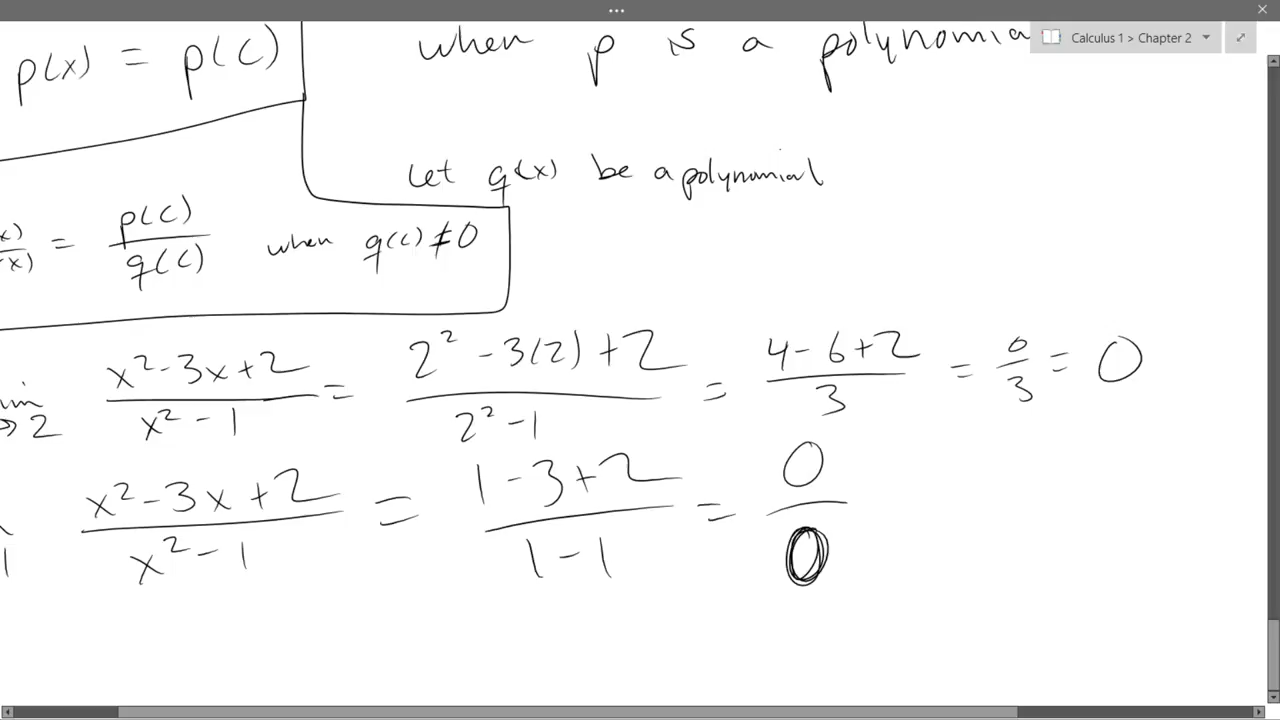 Calculus 1 > Chapter 2
p(x) = p(c) when p is a polynomia
Let q(x) be a polynomial
x) / x) = p(c) / q(c) when q(c) ≠ 0
im → 2 x² - 3x + 2 / x² - 1 = 2² - 3(2) + 2 / 2² - 1 = 4 - 6 + 2 / 3 = 0 / 3 = 0
1 x² - 3x + 2 / x² - 1 = 1 - 3 + 2 / 1 - 1 = 0 / 0